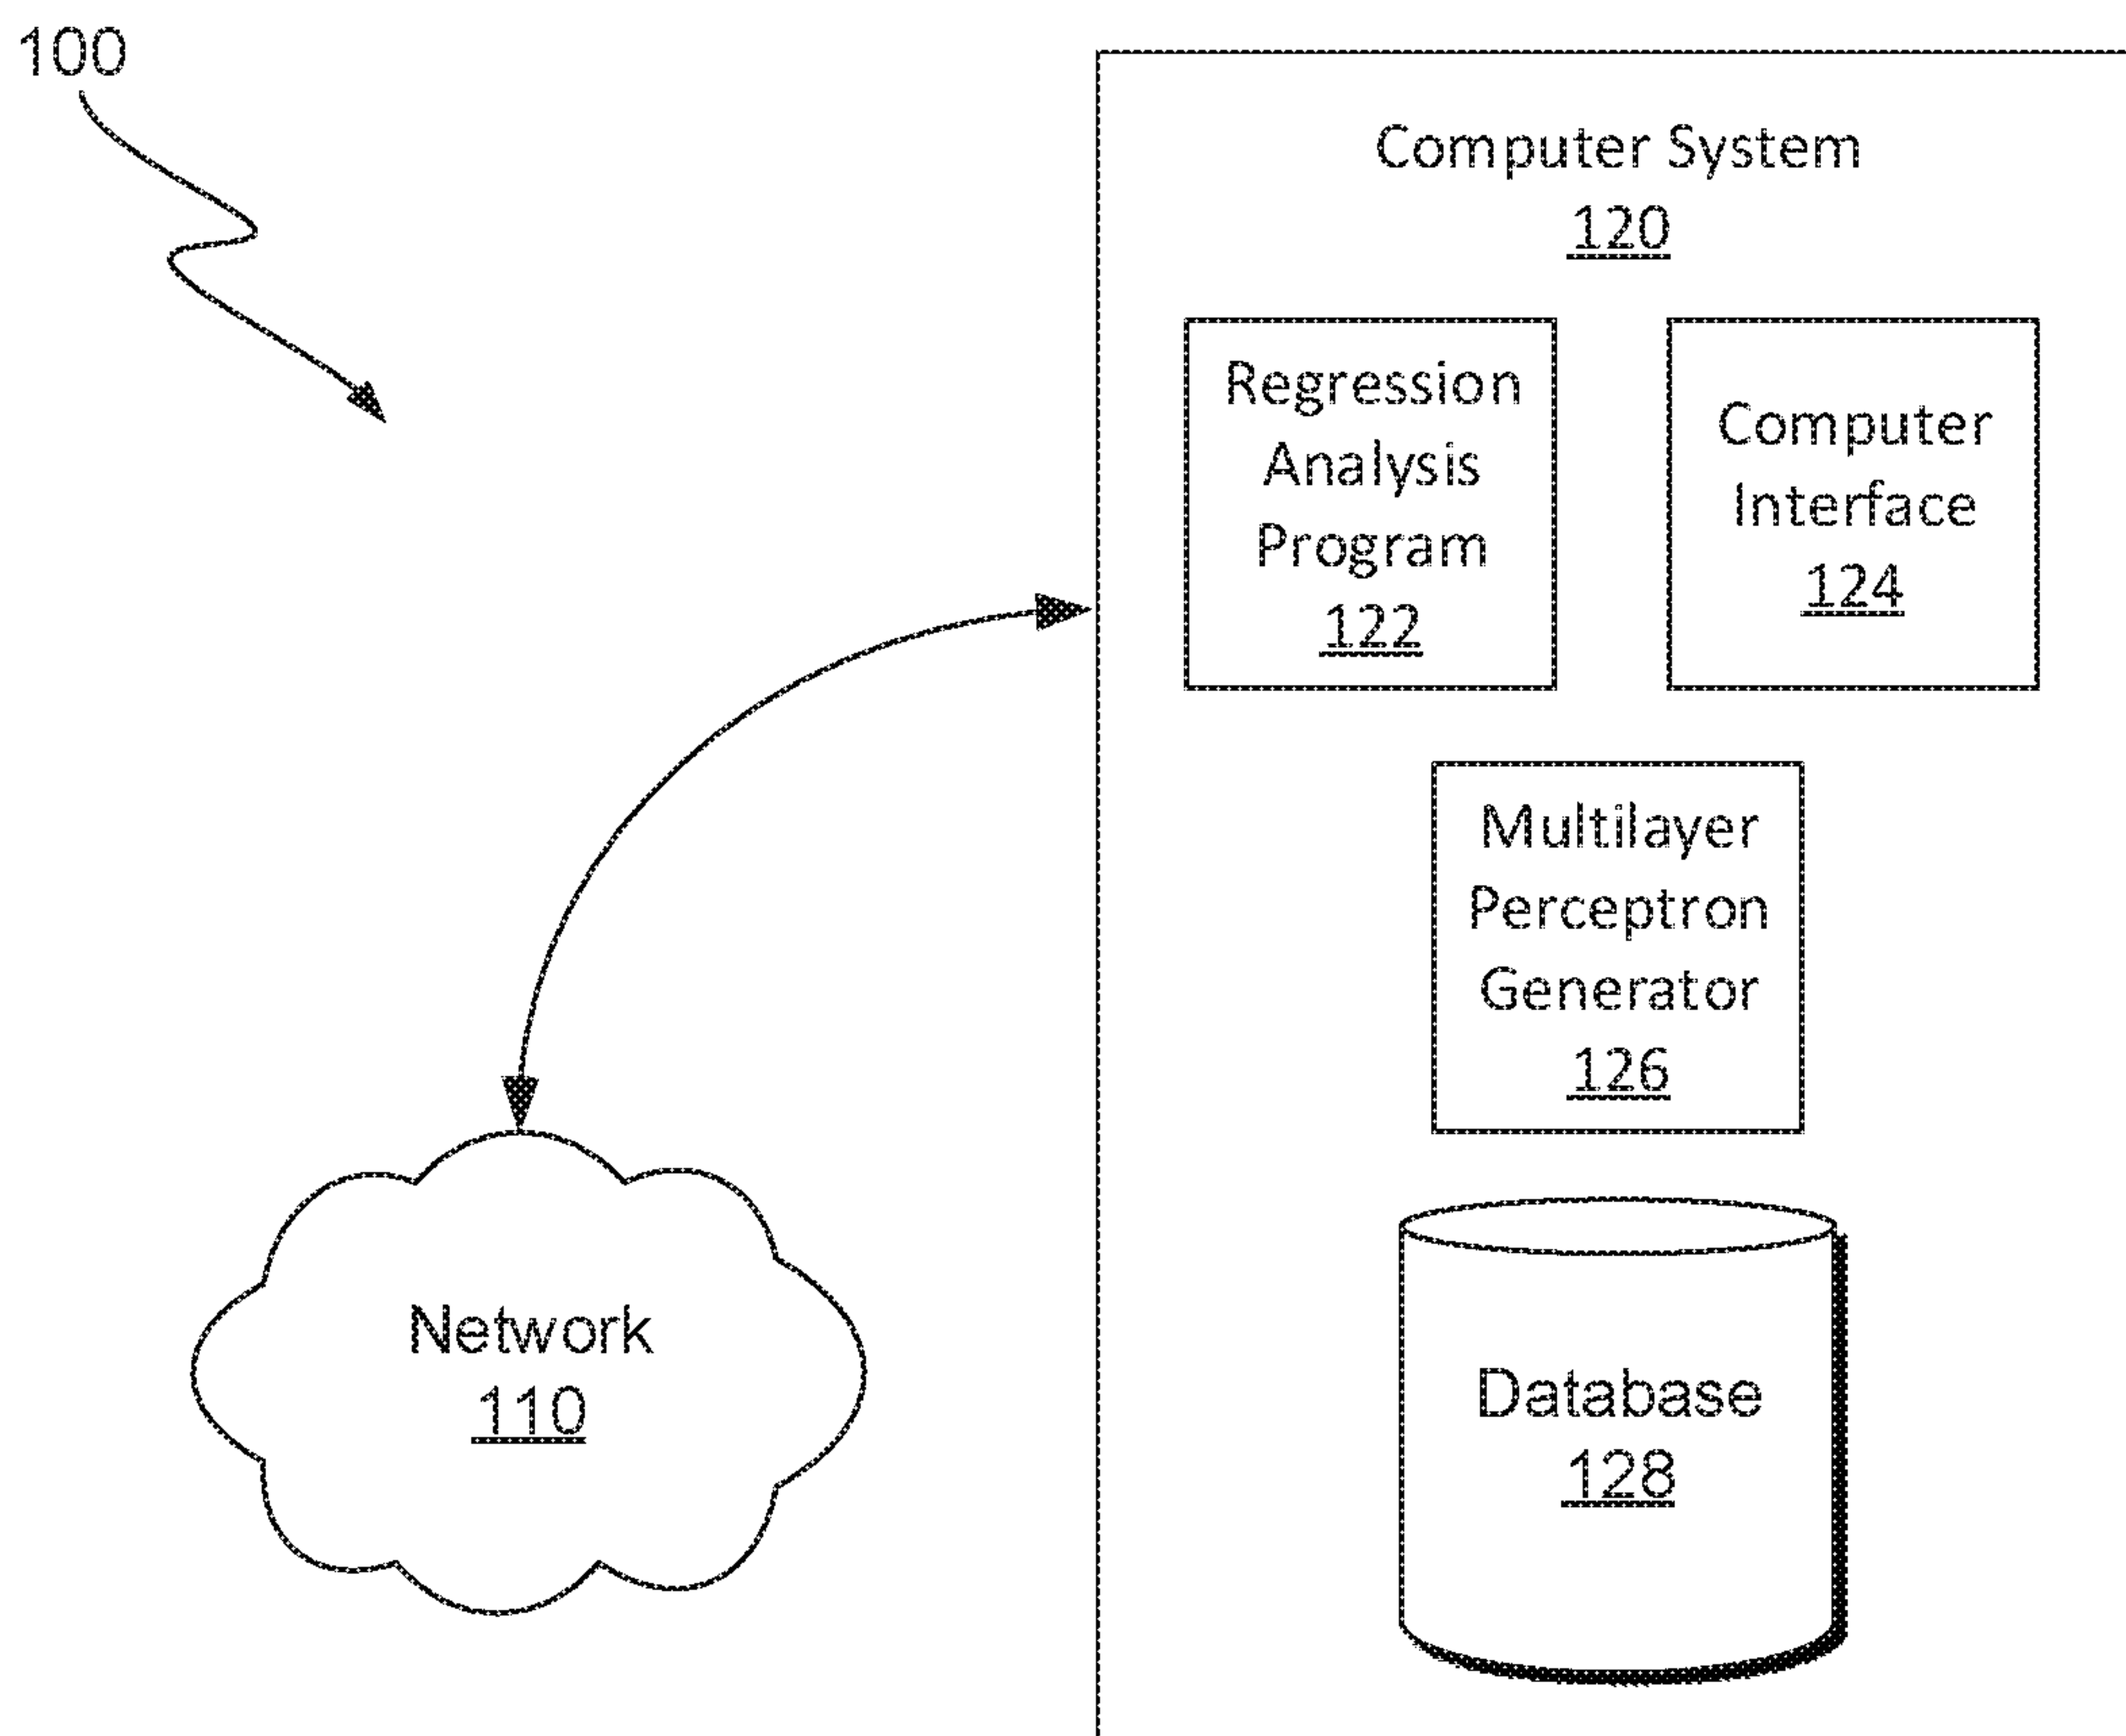 100
Computer System
120
Regression
Analysis
Program
122
Computer
Interface
124
Multilayer
Perceptron
Generator
126
Network
110
Database
128